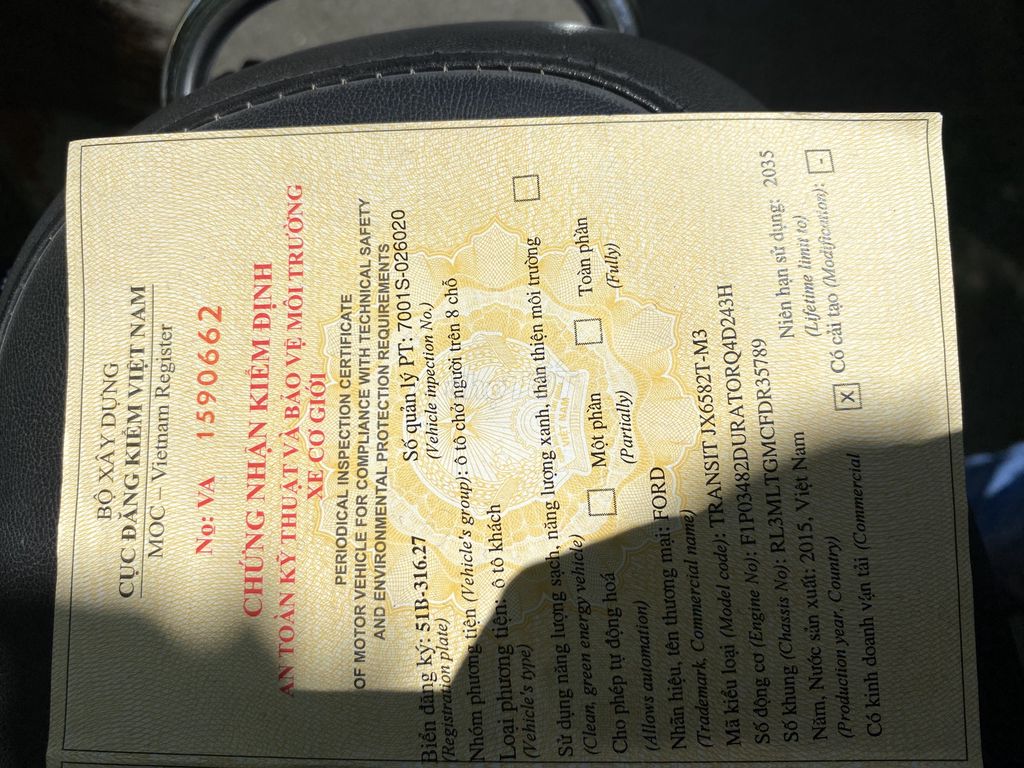 BỘ XÂY DỰNG
CỤC ĐĂNG KIỂM VIỆT NAM
MOC – Vietnam Register
No: VA 1590662
CHỨNG NHẬN KIỂM ĐỊNH
AN TOÀN KỸ THUẬT VÀ BẢO VỆ MÔI TRƯỜNG
XE CƠ GIỚI
PERIODICAL INSPECTION CERTIFICATE
OF MOTOR VEHICLE FOR COMPLIANCE WITH TECHNICAL SAFETY
AND ENVIRONMENTAL PROTECTION REQUIREMENTS
Biển đăng ký: 51B-316.27 Số quản lý PT: 7001S-026020
(Registration plate) (Vehicle inpection No.)
Nhóm phương tiện (Vehicle's group): ô tô chở người trên 8 chỗ
Loại phương tiện: ô tô khách
(Vehicle's type)
Sử dụng năng lượng sạch, năng lượng xanh, thân thiện môi trường
(Clean, green energy vehicle)
Cho phép tự động hoá Một phần Toàn phần
(Allows automation) (Partially) (Fully)
Nhãn hiệu, tên thương mại: FORD
(Trademark, Commercial name)
Mã kiểu loại (Model code): TRANSIT JX6582T-M3
Số động cơ (Engine No): F1P03482DURATORQ4D243H
Số khung (Chassis No): RL3MLTGMCFDR35789
Năm, Nước sản xuất: 2015, Việt Nam Niên hạn sử dụng: 2035
(Production year, Country) (Lifetime limit to)
Có kinh doanh vận tải (Commercial X Có cải tạo (Modification): -
VIỆT NAM
chợTỐT